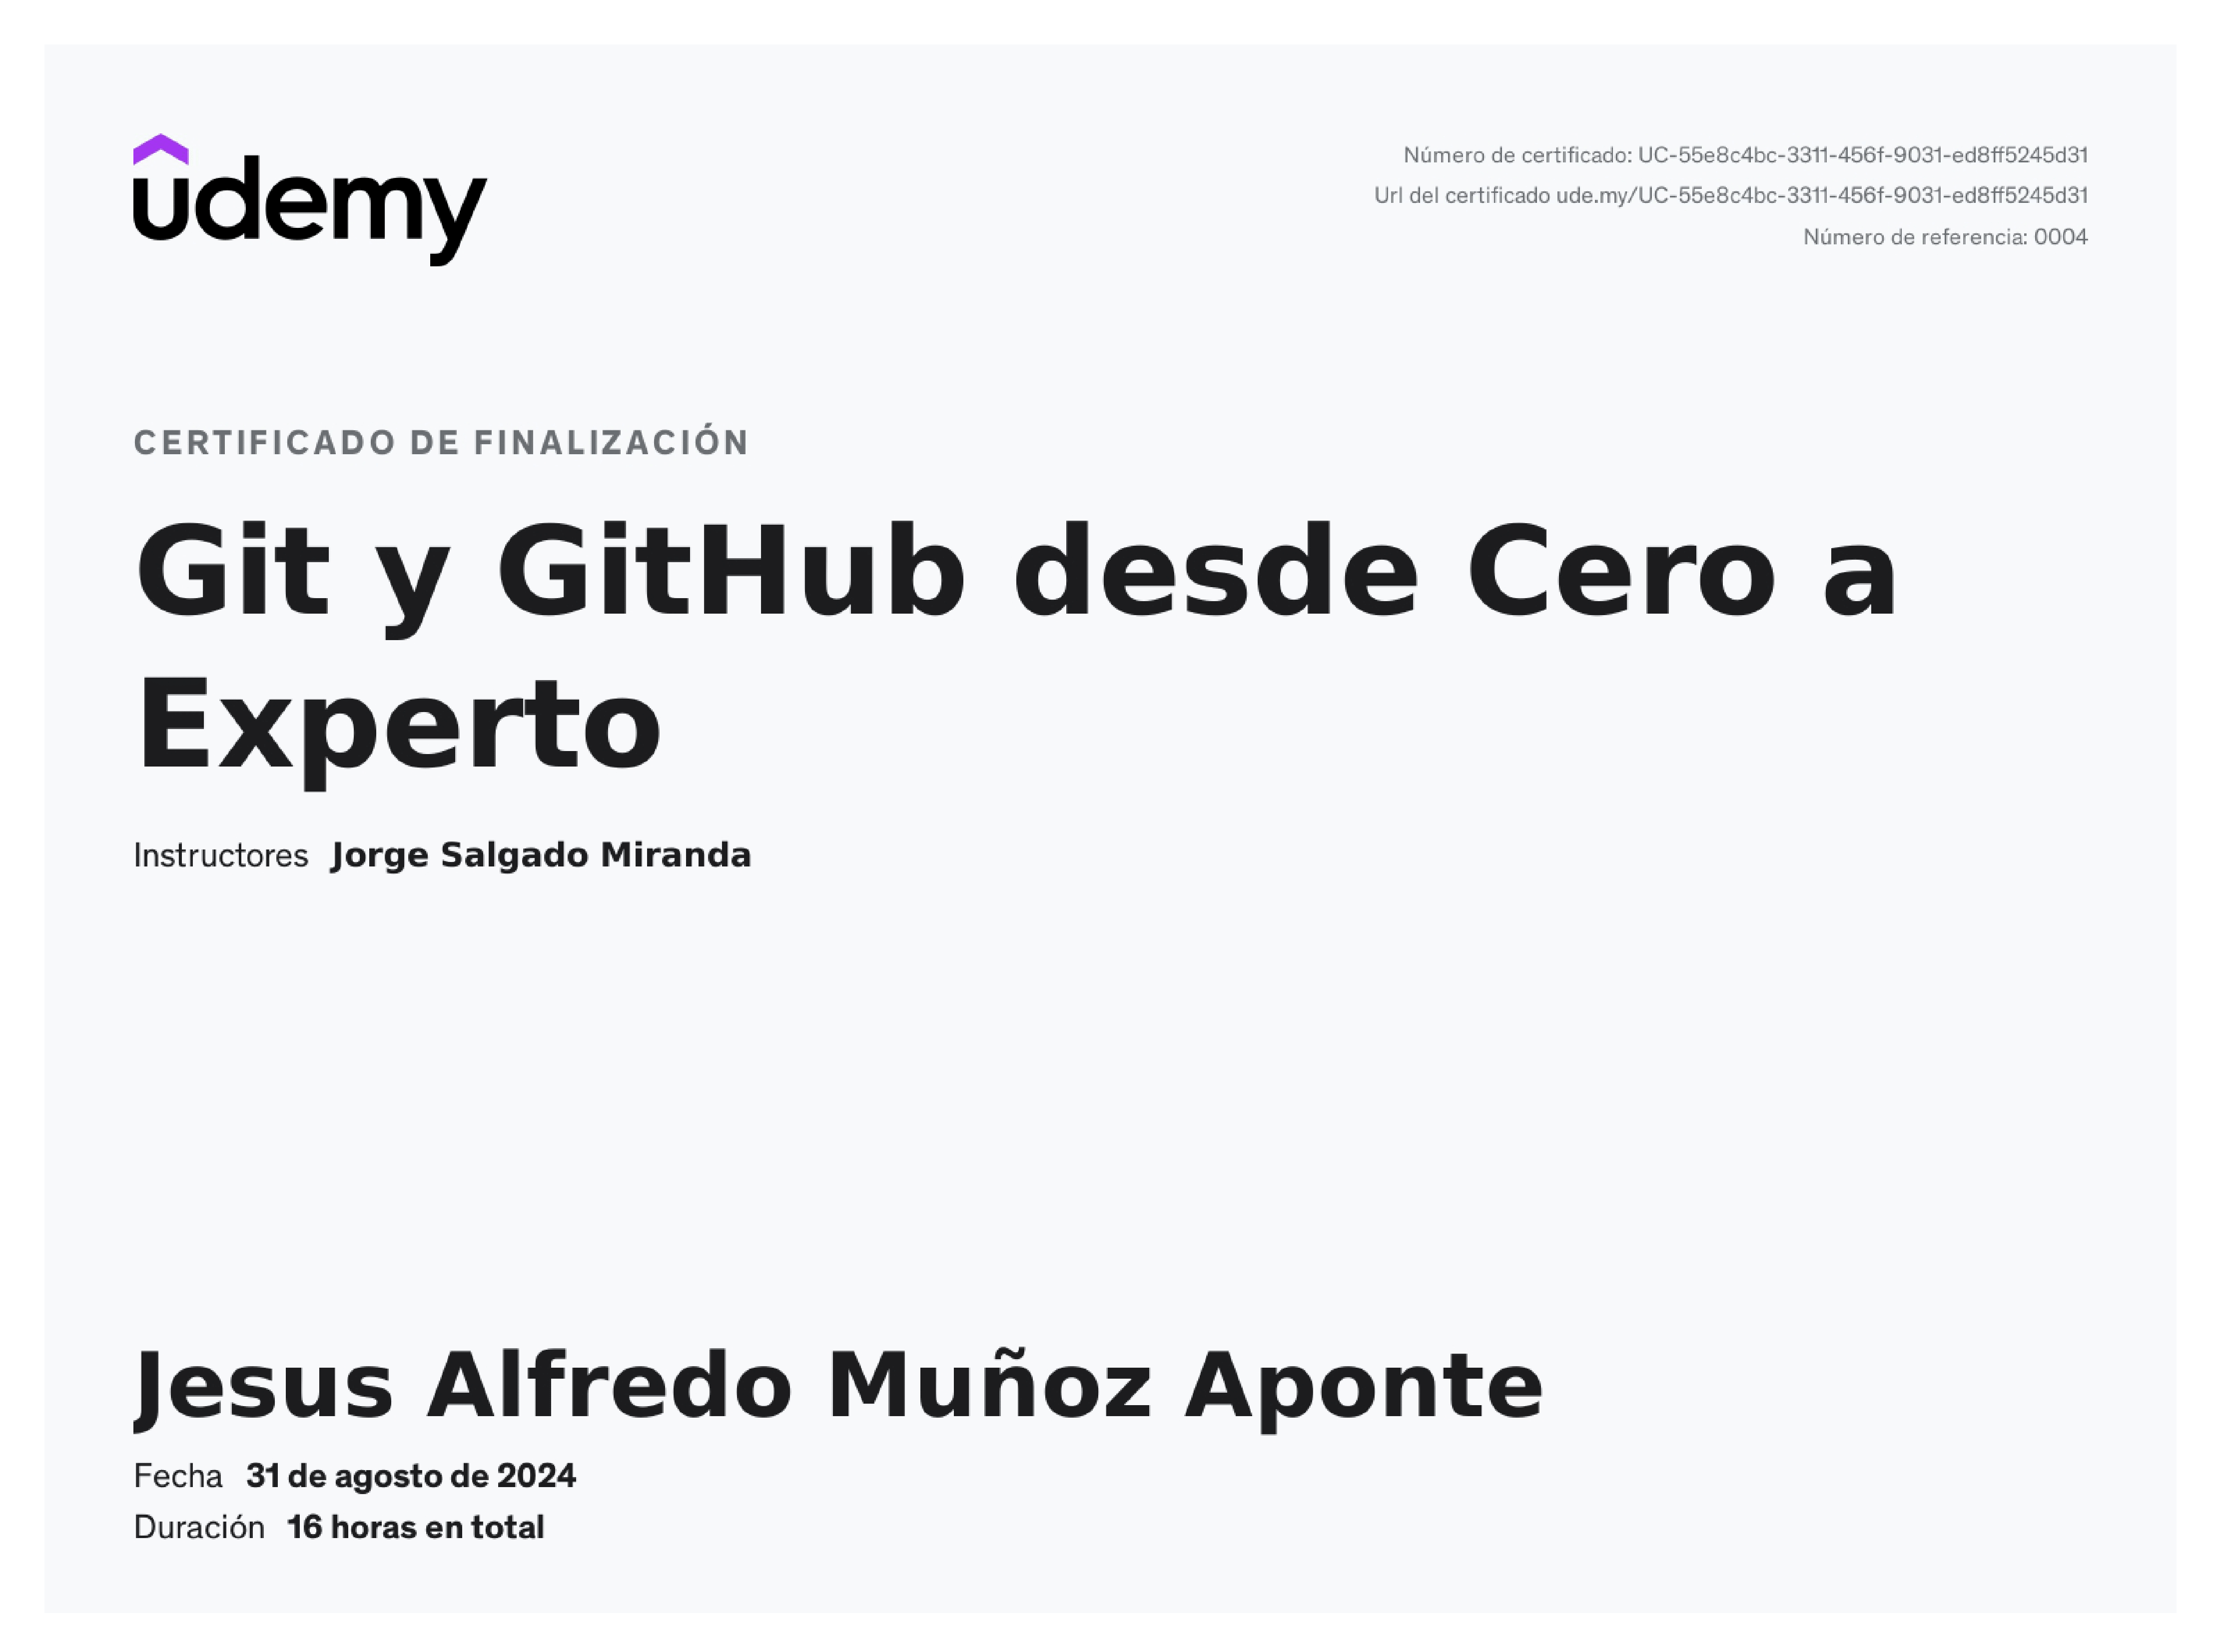 udemy
Número de certificado: UC-55e8c4bc-3311-456f-9031-ed8ff5245d31
Url del certificado ude.my/UC-55e8c4bc-3311-456f-9031-ed8ff5245d31
Número de referencia: 0004
CERTIFICADO DE FINALIZACIÓN
Git y GitHub desde Cero a
Experto
Instructores Jorge Salgado Miranda
Jesus Alfredo Muñoz Aponte
Fecha 31 de agosto de 2024
Duración 16 horas en total